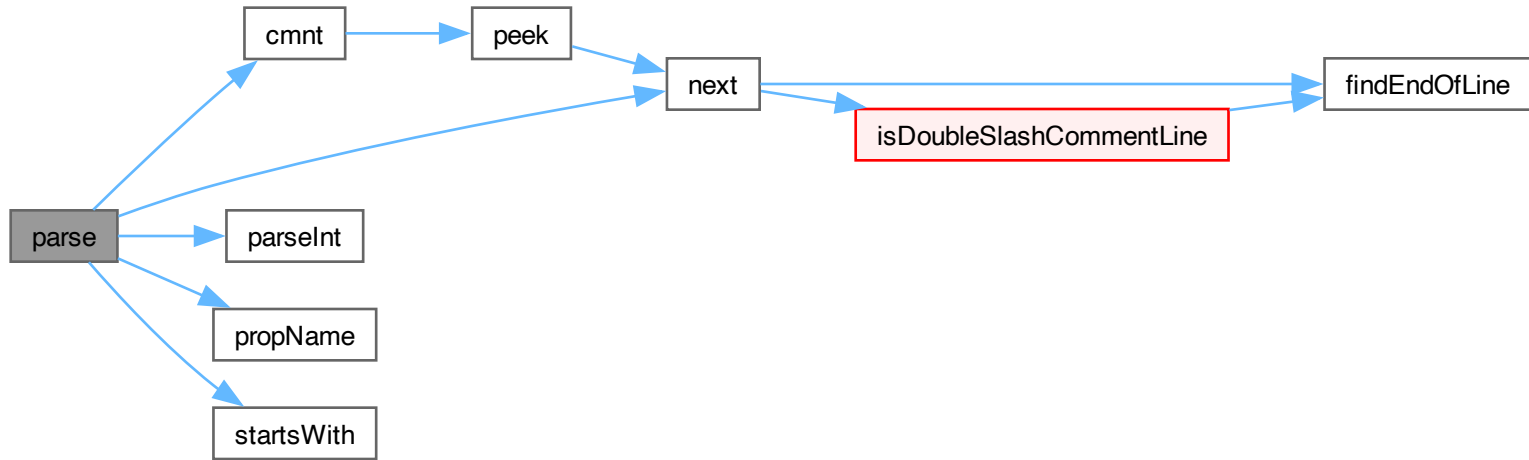 cmnt
peek
next
findEndOfLine
isDoubleSlashCommentLine
parse
parseInt
propName
startsWith